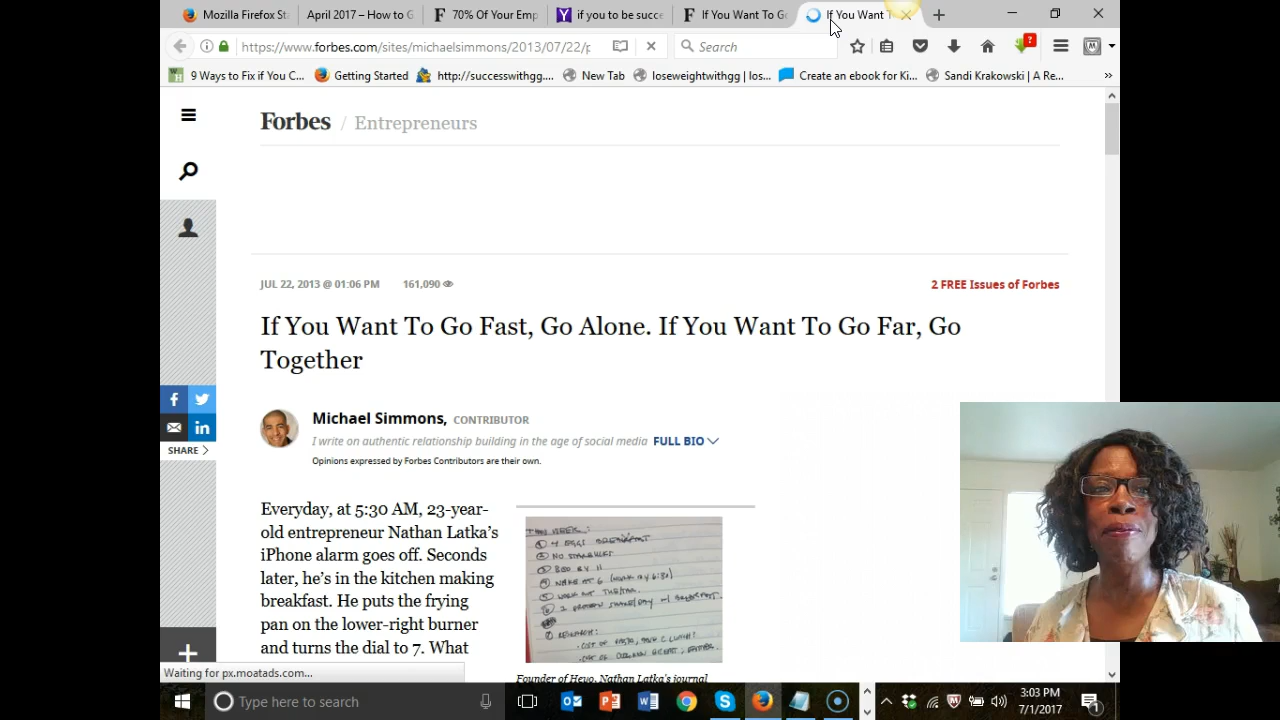 Mozilla Firefox St
April 2017 – How to G
70% Of Your Emp
if you to be succe
If You Want To Go
If You Want T
https://www.forbes.com/sites/michaelsimmons/2013/07/22/p
Search
9 Ways to Fix if You C...
Getting Started
http://successwithgg....
New Tab
loseweightwithgg | los...
Create an ebook for Ki...
Sandi Krakowski | A Re...
Forbes / Entrepreneurs
JUL 22, 2013 @ 01:06 PM
161,090
2 FREE Issues of Forbes
If You Want To Go Fast, Go Alone. If You Want To Go Far, Go
Together
Michael Simmons, CONTRIBUTOR
I write on authentic relationship building in the age of social media FULL BIO
Opinions expressed by Forbes Contributors are their own.
SHARE
Everyday, at 5:30 AM, 23-year-
old entrepreneur Nathan Latka's
iPhone alarm goes off. Seconds
later, he's in the kitchen making
breakfast. He puts the frying
pan on the lower-right burner
and turns the dial to 7. What
THIS WEEK:
NO STARBUCKS
BED BY 11
RESEARCH:
Founder of Heyo, Nathan Latka's journal
Waiting for px.moatads.com...
Type here to search
3:03 PM
7/1/2017